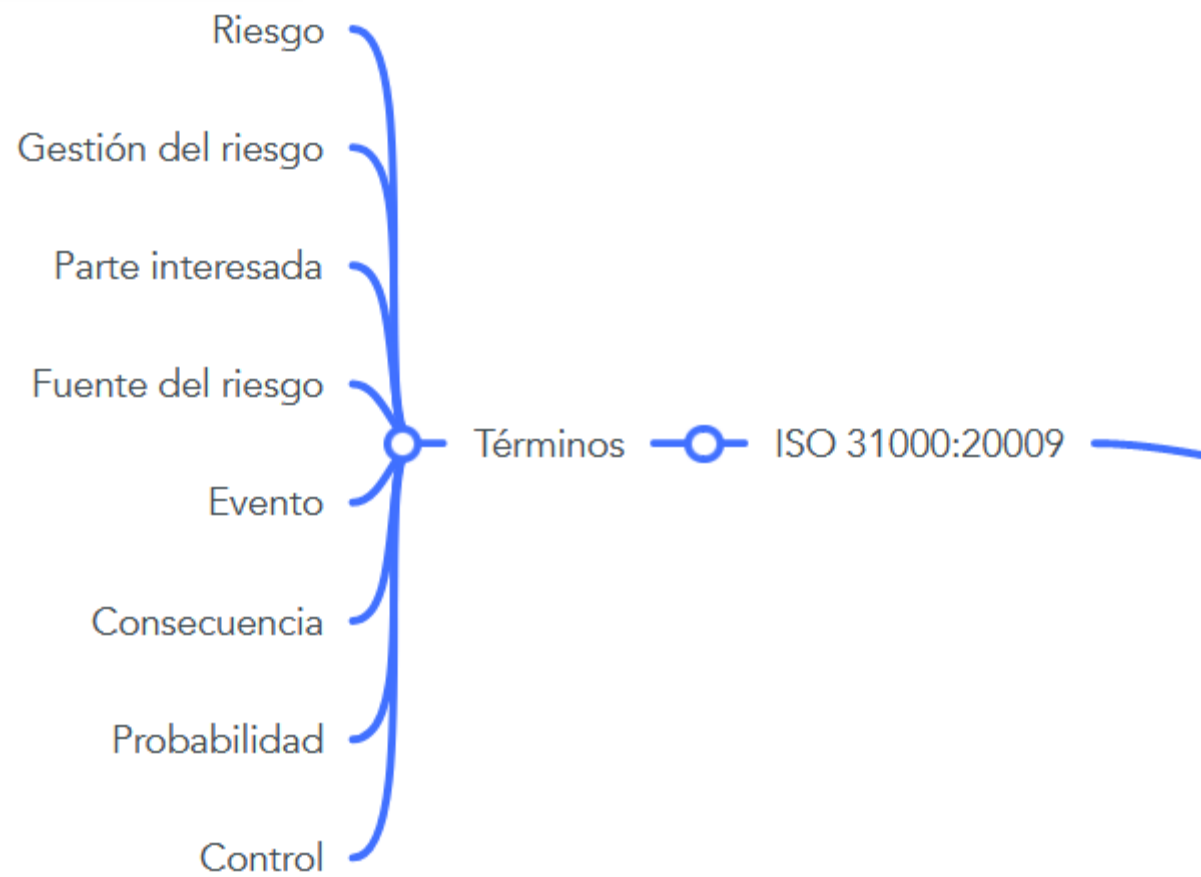 Riesgo
Gestión del riesgo
Parte interesada
Fuente del riesgo
Términos
ISO 31000:20009
Evento
Consecuencia
Probabilidad
Control